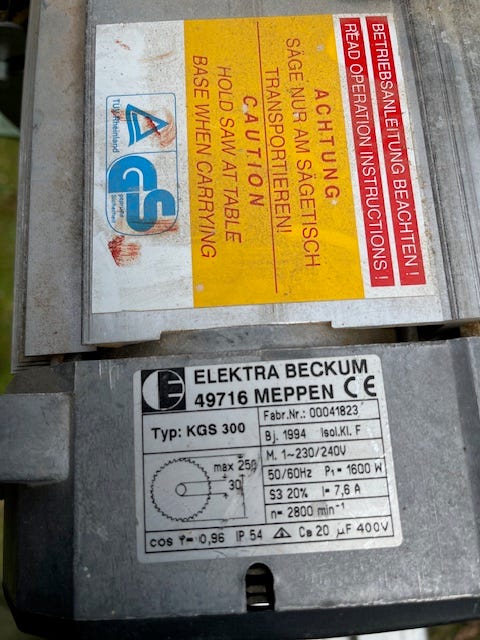 BETRIEBSANLEITUNG BEACHTEN !
READ OPERATION INSTRUCTIONS !
ACHTUNG
SÄGE NUR AM SÄGETISCH
TRANSPORTIEREN!
CAUTION
HOLD SAW AT TABLE
BASE WHEN CARRYING
TÜV Rheinland
GS
geprüfte
Sicherheit
E
ELEKTRA BECKUM
49716 MEPPEN CE
Typ: KGS 300
Fabr.Nr.: 00041823
Bj. 1994 Isol.Kl. F
M. 1~230/240V
50/60Hz P₁= 1600 W
S3 20% I= 7,6 A
n= 2800 min⁻¹
max 250
30
cos φ= 0,96 IP 54 Ca 20 µF 400V